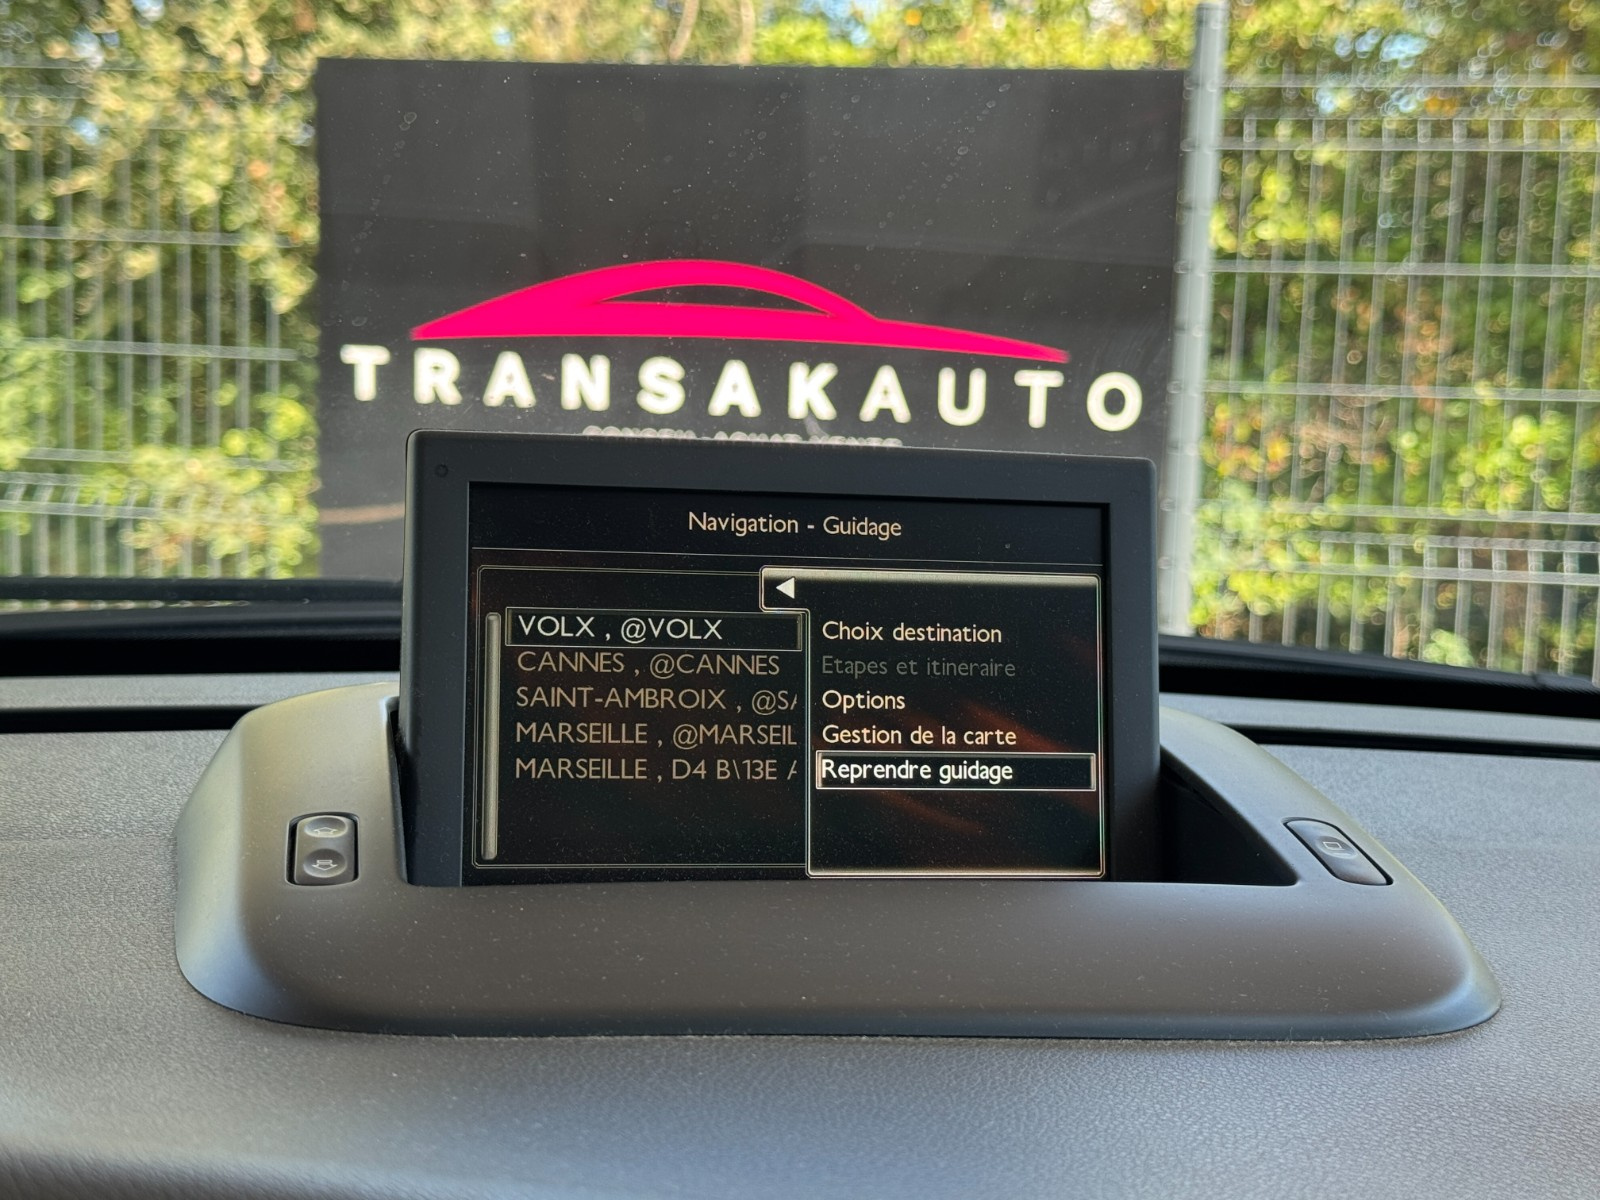 TRANSAKAUTO
Navigation - Guidage
VOLX , @VOLX
CANNES , @CANNES
SAINT-AMBROIX , @SA
MARSEILLE , @MARSEIL
MARSEILLE , D4 B\13E A
Choix destination
Etapes et itinéraire
Options
Gestion de la carte
Reprendre guidage